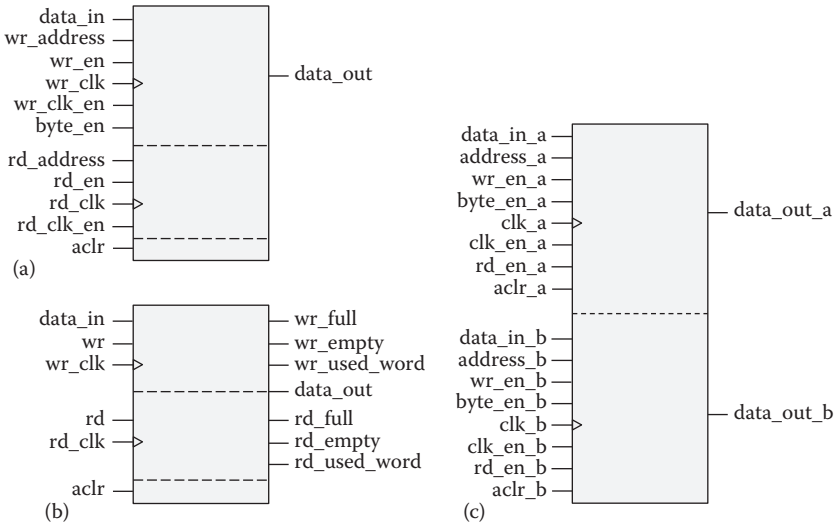 data_in
wr_address
wr_en
wr_clk
wr_clk_en
byte_en
rd_address
rd_en
rd_clk
rd_clk_en
aclr
data_out
(a)
data_in
wr
wr_clk
rd
rd_clk
aclr
wr_full
wr_empty
wr_used_word
data_out
rd_full
rd_empty
rd_used_word
(b)
data_in_a
address_a
wr_en_a
byte_en_a
clk_a
clk_en_a
rd_en_a
aclr_a
data_out_a
data_in_b
address_b
wr_en_b
byte_en_b
clk_b
clk_en_b
rd_en_b
aclr_b
data_out_b
(c)